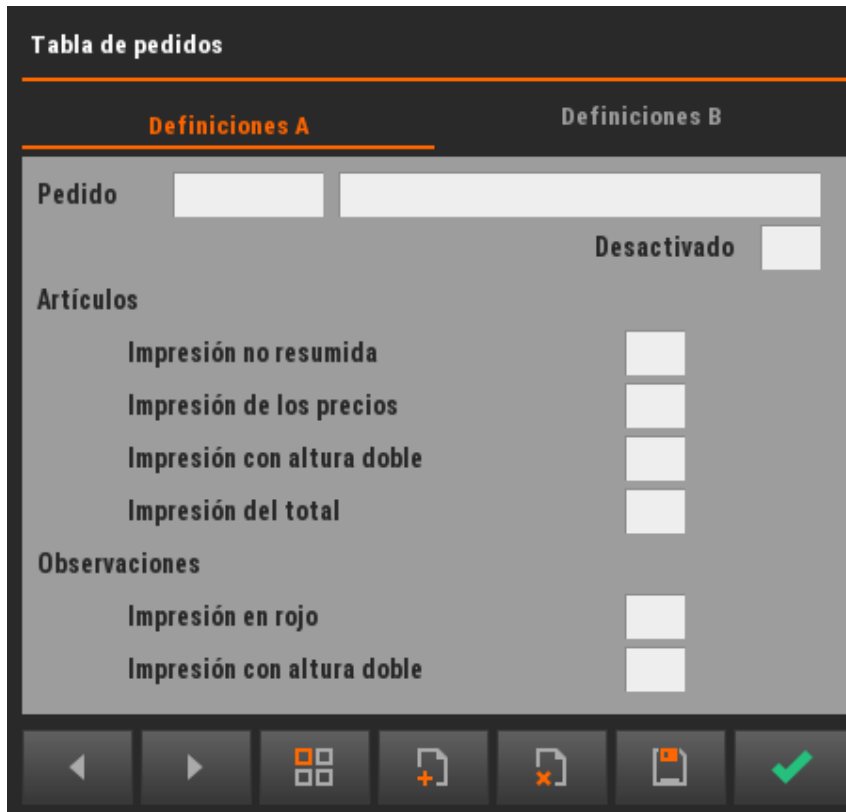 Tabla de pedidos
Definiciones A
Definiciones B
Pedido
Desactivado
Artículos
Impresión no resumida
Impresión de los precios
Impresión con altura doble
Impresión del total
Observaciones
Impresión en rojo
Impresión con altura doble